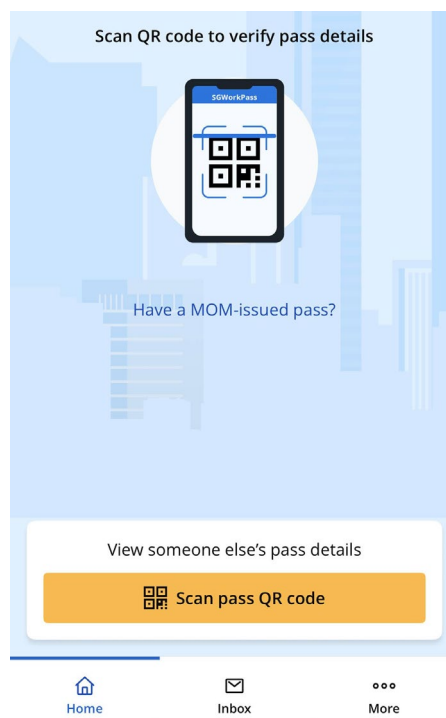 Scan QR code to verify pass details
SGWorkPass
Have a MOM-issued pass?
View someone else’s pass details
Scan pass QR code
Home
Inbox
More